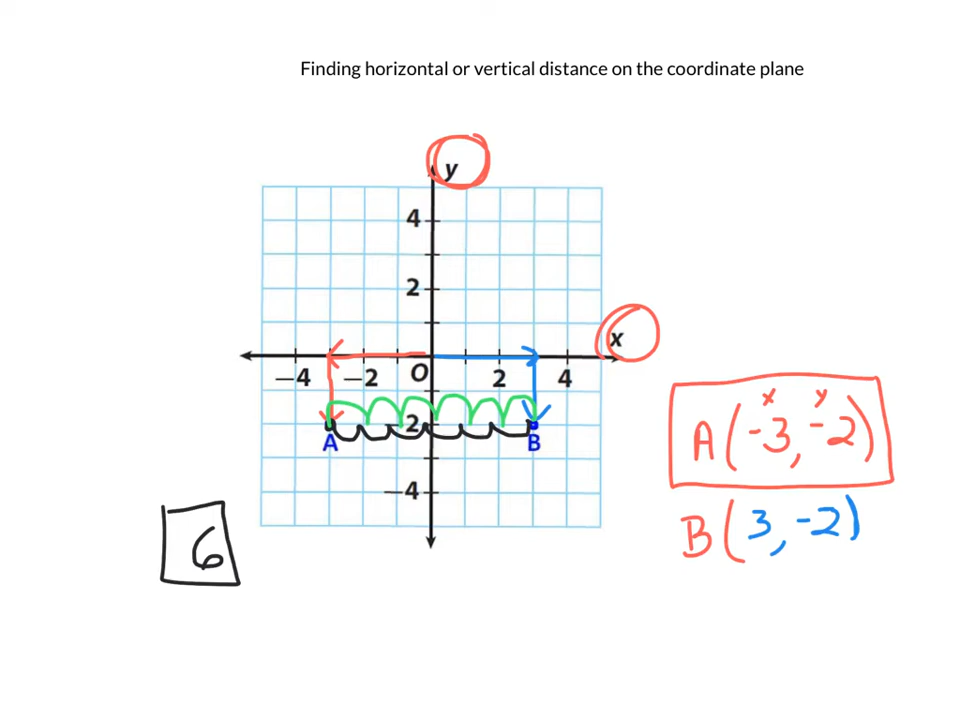 Finding horizontal or vertical distance on the coordinate plane
y
4
2
x
−4 −2 O 2 4
−2
A B
−4
x y
A(-3, -2)
B(3, -2)
6